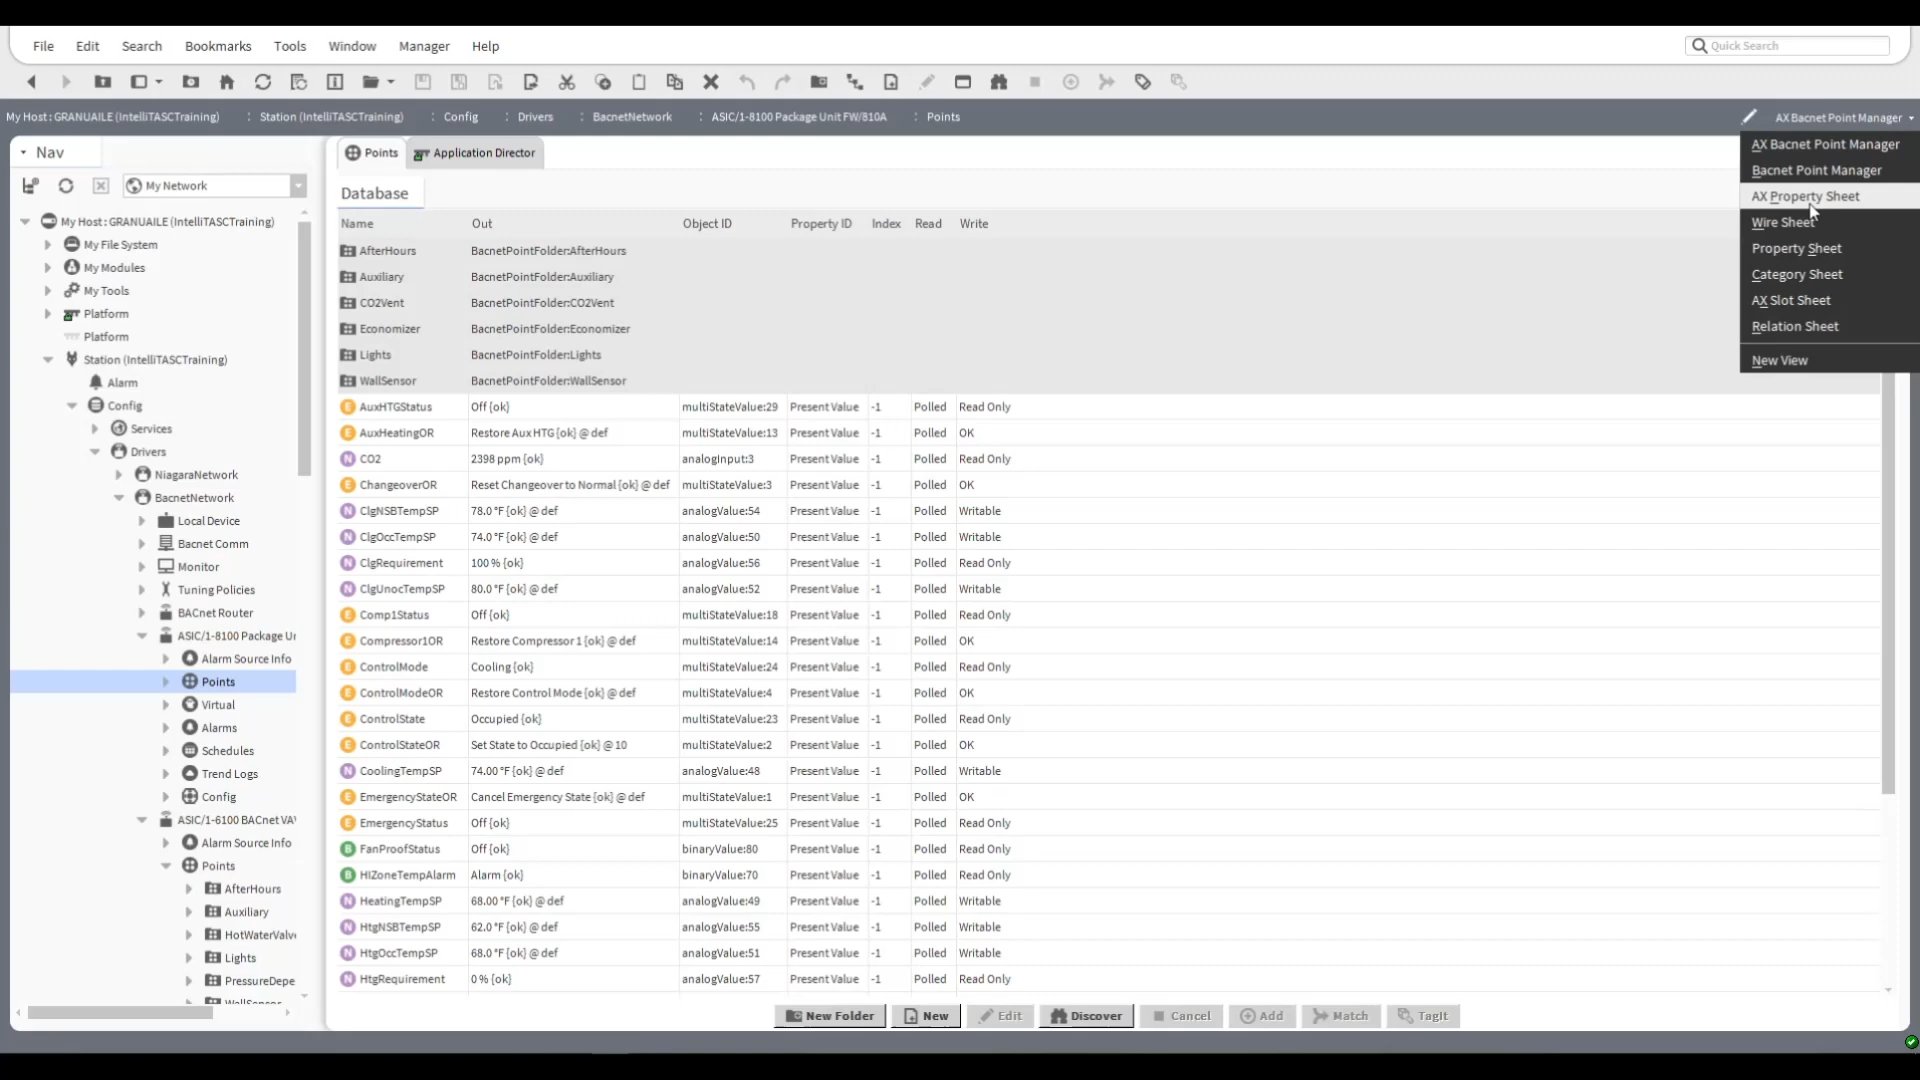 File Edit Search Bookmarks Tools Window Manager Help
Quick Search
My Host : GRANUAILE (IntelliTASCTraining) : Station (IntelliTASCTraining) : Config : Drivers : BacnetNetwork : ASIC/1-8100 Package Unit FW/810A : Points
AX Bacnet Point Manager
AX Bacnet Point Manager
Bacnet Point Manager
AX Property Sheet
Wire Sheet
Property Sheet
Category Sheet
AX Slot Sheet
Relation Sheet
New View
Nav
My Network
My Host : GRANUAILE (IntelliTASCTraining)
My File System
My Modules
My Tools
Platform
Platform
Station (IntelliTASCTraining)
Alarm
Config
Services
Drivers
NiagaraNetwork
BacnetNetwork
Local Device
Bacnet Comm
Monitor
Tuning Policies
BACnet Router
ASIC/1-8100 Package Un
Alarm Source Info
Points
Virtual
Alarms
Schedules
Trend Logs
Config
ASIC/1-6100 BACnet VAV
Alarm Source Info
Points
AfterHours
Auxiliary
HotWaterValve
Lights
PressureDepe
WallSensor
Points Application Director
Database
Name Out Object ID Property ID Index Read Write
AfterHours BacnetPointFolder:AfterHours
Auxiliary BacnetPointFolder:Auxiliary
CO2Vent BacnetPointFolder:CO2Vent
Economizer BacnetPointFolder:Economizer
Lights BacnetPointFolder:Lights
WallSensor BacnetPointFolder:WallSensor
E AuxHTGStatus Off {ok} multiStateValue:29 Present Value -1 Polled Read Only
E AuxHeatingOR Restore Aux HTG {ok} @ def multiStateValue:13 Present Value -1 Polled OK
N CO2 2398 ppm {ok} analogInput:3 Present Value -1 Polled Read Only
E ChangeoverOR Reset Changeover to Normal {ok} @ def multiStateValue:3 Present Value -1 Polled OK
N ClgNSBTempSP 78.0 °F {ok} @ def analogValue:54 Present Value -1 Polled Writable
N ClgOccTempSP 74.0 °F {ok} @ def analogValue:50 Present Value -1 Polled Writable
N ClgRequirement 100 % {ok} analogValue:56 Present Value -1 Polled Read Only
N ClgUnocTempSP 80.0 °F {ok} @ def analogValue:52 Present Value -1 Polled Writable
E Comp1Status Off {ok} multiStateValue:18 Present Value -1 Polled Read Only
E Compressor1OR Restore Compressor 1 {ok} @ def multiStateValue:14 Present Value -1 Polled OK
E ControlMode Cooling {ok} multiStateValue:24 Present Value -1 Polled Read Only
E ControlModeOR Restore Control Mode {ok} @ def multiStateValue:4 Present Value -1 Polled OK
E ControlState Occupied {ok} multiStateValue:23 Present Value -1 Polled Read Only
E ControlStateOR Set State to Occupied {ok} @ 10 multiStateValue:2 Present Value -1 Polled OK
N CoolingTempSP 74.00 °F {ok} @ def analogValue:48 Present Value -1 Polled Writable
E EmergencyStateOR Cancel Emergency State {ok} @ def multiStateValue:1 Present Value -1 Polled OK
E EmergencyStatus Off {ok} multiStateValue:25 Present Value -1 Polled Read Only
B FanProofStatus Off {ok} binaryValue:80 Present Value -1 Polled Read Only
B HIZoneTempAlarm Alarm {ok} binaryValue:70 Present Value -1 Polled Read Only
N HeatingTempSP 68.00 °F {ok} @ def analogValue:49 Present Value -1 Polled Writable
N HtgNSBTempSP 62.0 °F {ok} @ def analogValue:55 Present Value -1 Polled Writable
N HtgOccTempSP 68.0 °F {ok} @ def analogValue:51 Present Value -1 Polled Writable
N HtgRequirement 0 % {ok} analogValue:57 Present Value -1 Polled Read Only
New Folder New Edit Discover Cancel Add Match TagIt